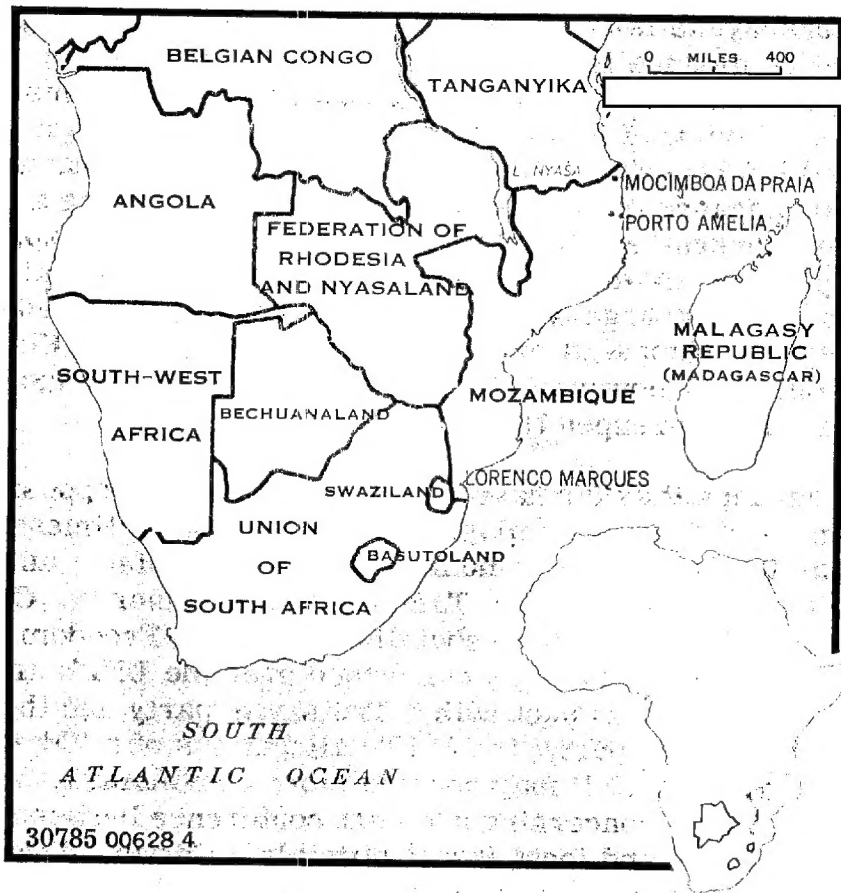 BELGIAN CONGO
0 MILES 400
TANGANYIKA
L. NYASA
MOCIMBOA DA PRAIA
ANGOLA
PORTO AMELIA
FEDERATION OF
RHODESIA
AND NYASALAND
MALAGASY
REPUBLIC
(MADAGASCAR)
SOUTH-WEST
AFRICA
BECHUANALAND
MOZAMBIQUE
LORENCO MARQUES
SWAZILAND
UNION
OF
SOUTH AFRICA
BASUTOLAND
SOUTH
ATLANTIC OCEAN
30785 00628 4